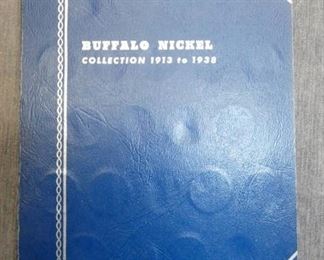 BUFFALO NICKEL
COLLECTION 1913 to 1938